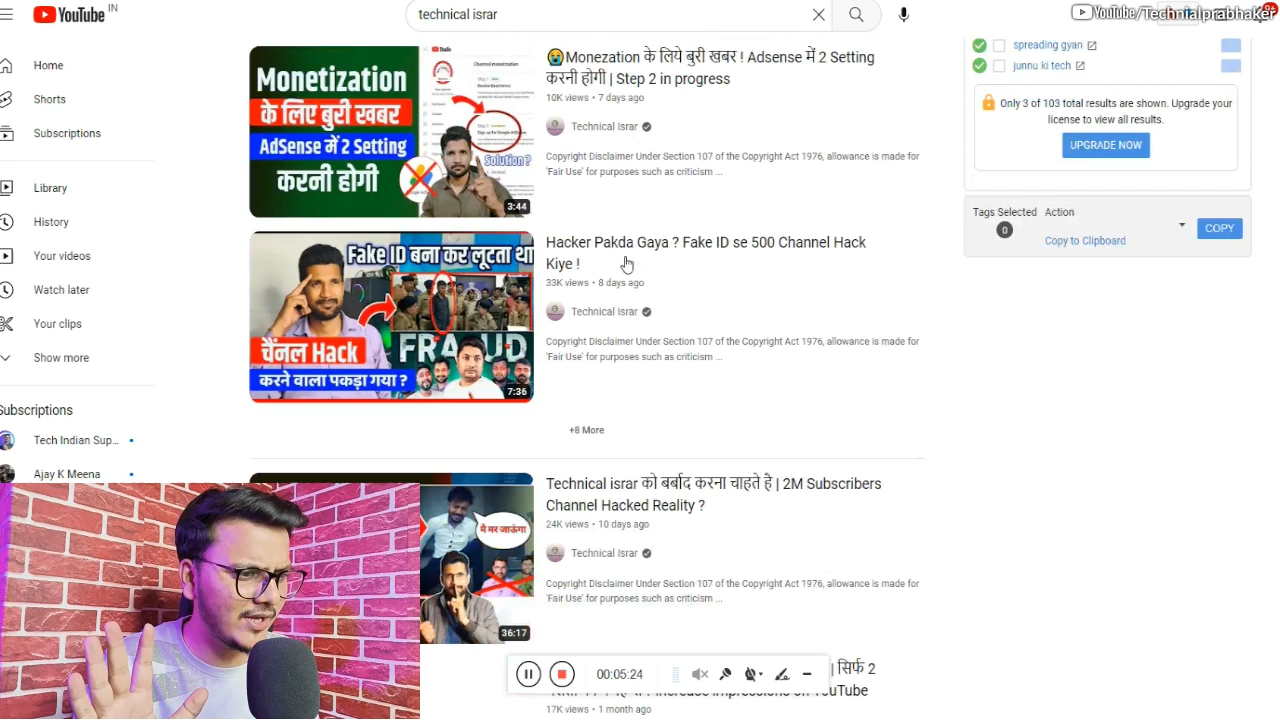 YouTube IN
technical israr
YouTube/Technialprabhaker
9+
Home
Shorts
Subscriptions
Library
History
Your videos
Watch later
Your clips
Show more
Subscriptions
Tech Indian Sup...
Ajay K Meena
Monetization
के लिए बुरी खबर
AdSense में 2 Setting
करनी होगी
Solution ?
3:44
😭Monezation के लिये बुरी खबर ! Adsense में 2 Setting
करनी होगी | Step 2 in progress
10K views • 7 days ago
Technical Israr
Copyright Disclaimer Under Section 107 of the Copyright Act 1976, allowance is made for
'Fair Use' for purposes such as criticism ...
Fake ID बना कर लूटता था
FRAUD
चैंनल Hack
करने वाला पकड़ा गया ?
7:36
Hacker Pakda Gaya ? Fake ID se 500 Channel Hack
Kiye !
33K views • 8 days ago
Technical Israr
Copyright Disclaimer Under Section 107 of the Copyright Act 1976, allowance is made for
'Fair Use' for purposes such as criticism ...
+8 More
मैं मर जाऊंगा
36:17
Technical israr को बर्बाद करना चाहते है | 2M Subscribers
Channel Hacked Reality ?
24K views • 10 days ago
Technical Israr
Copyright Disclaimer Under Section 107 of the Copyright Act 1976, allowance is made for
'Fair Use' for purposes such as criticism ...
00:05:24
| सिर्फ 2
Increase impressions on YouTube
17K views • 1 month ago
spreading gyan
junnu ki tech
Only 3 of 103 total results are shown. Upgrade your
license to view all results.
UPGRADE NOW
Tags Selected
0
Action
Copy to Clipboard
COPY